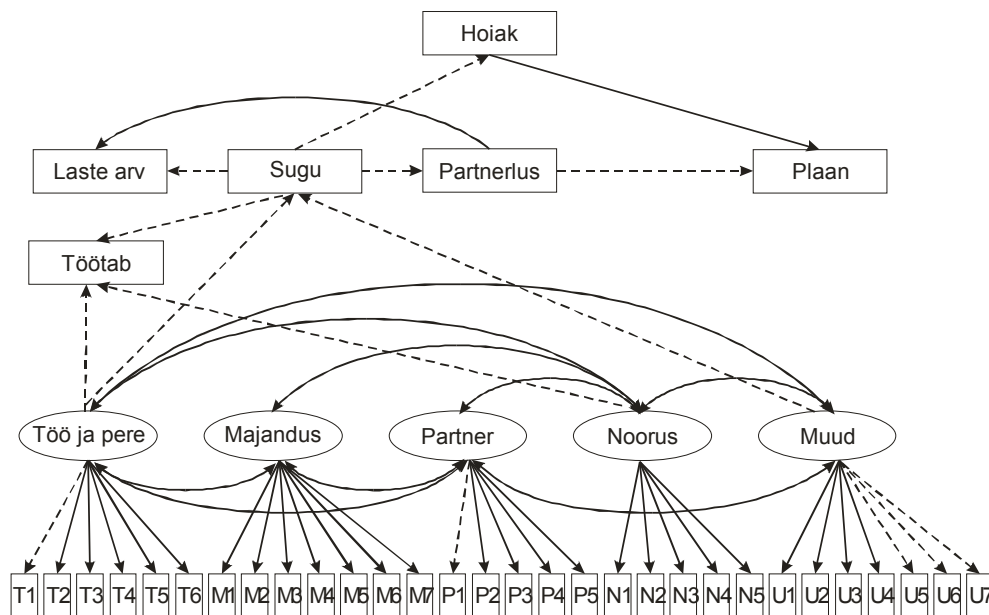 Hoiak
Laste arv Sugu Partnerlus Plaan
Töötab
Töö ja pere Majandus Partner Noorus Muud
T1 T2 T3 T4 T5 T6 M1 M2 M3 M4 M5 M6 M7 P1 P2 P3 P4 P5 N1 N2 N3 N4 N5 U1 U2 U3 U4 U5 U6 U7